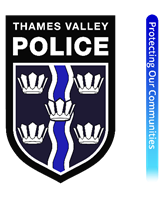 THAMES VALLEY
POLICE
Protecting Our Communities